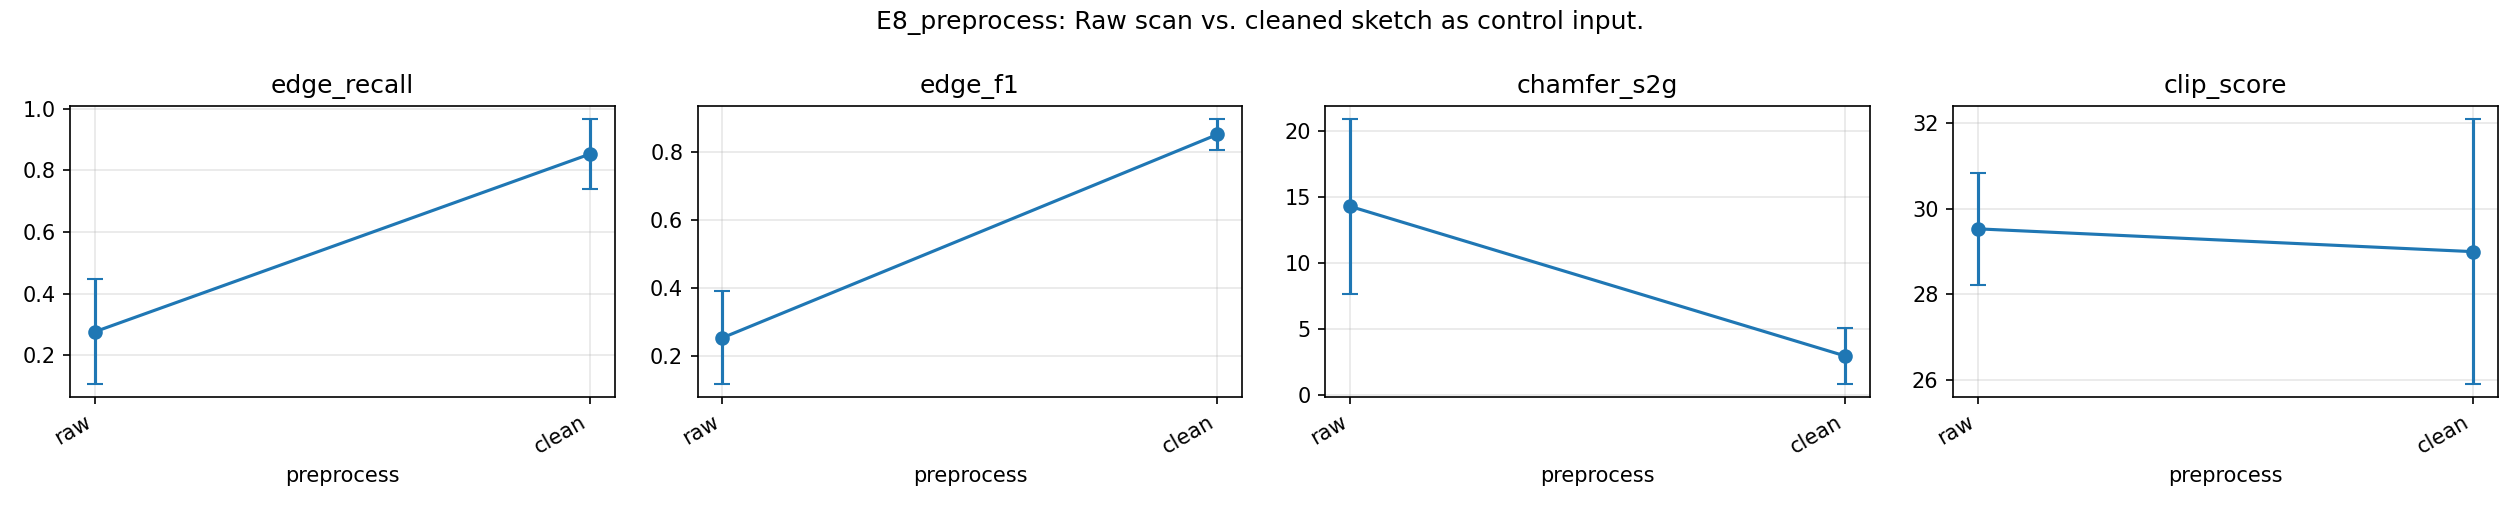 E8_preprocess: Raw scan vs. cleaned sketch as control input.
edge_recall
1.0
0.8
0.6
0.4
0.2
raw
clean
preprocess
edge_f1
0.8
0.6
0.4
0.2
raw
clean
preprocess
chamfer_s2g
20
15
10
5
0
raw
clean
preprocess
clip_score
32
30
28
26
raw
clean
preprocess